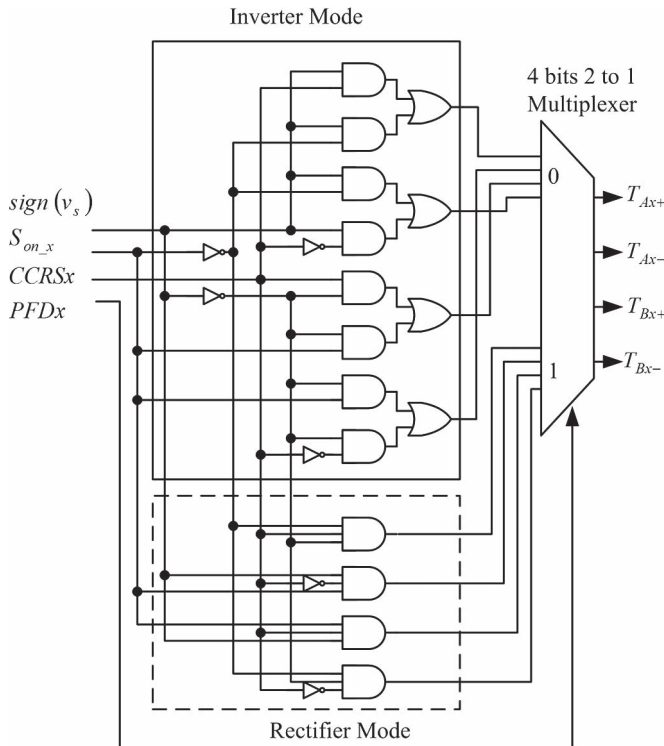 Inverter Mode
4 bits 2 to 1
Multiplexer
0
sign (v_s)
S_on_x
CCRSx
PFDx
T_Ax+
T_Ax-
T_Bx+
T_Bx-
1
Rectifier Mode